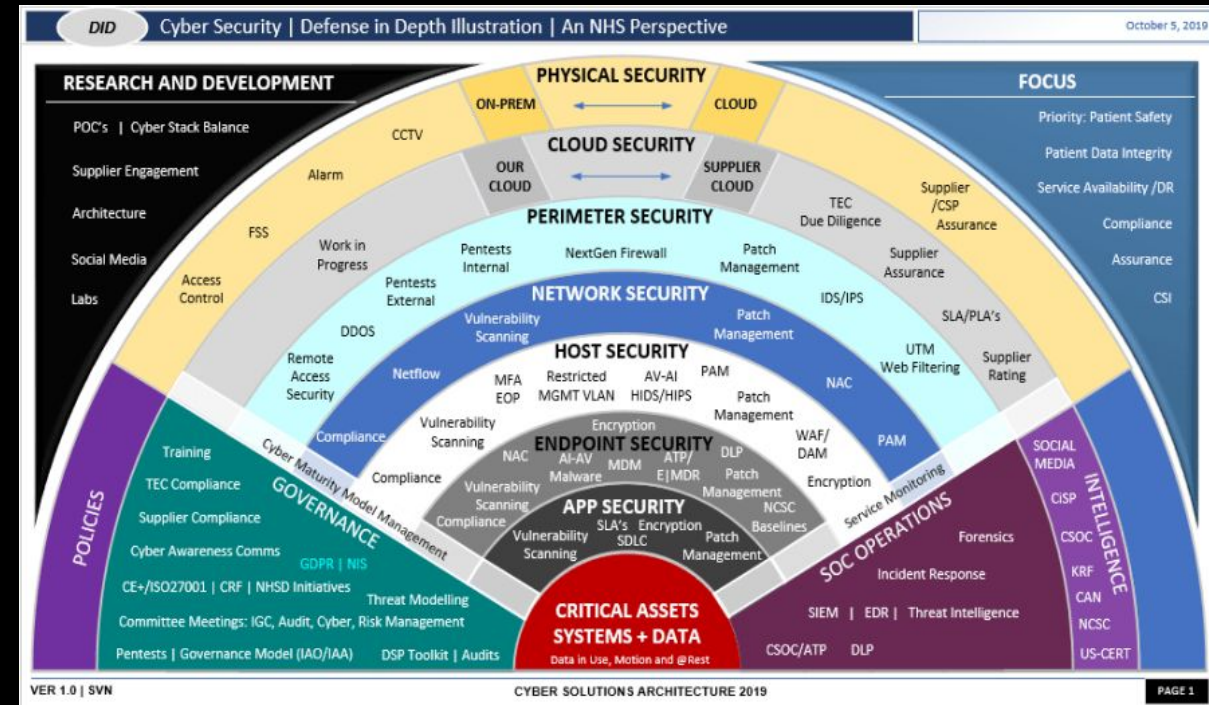 DID
Cyber Security | Defense in Depth Illustration | An NHS Perspective
October 5, 2019
RESEARCH AND DEVELOPMENT
POC's | Cyber Stack Balance
Supplier Engagement
Architecture
Social Media
Labs
FOCUS
Priority: Patient Safety
Patient Data Integrity
Service Availability /DR
Compliance
Assurance
CSI
PHYSICAL SECURITY
ON-PREM
CLOUD
CCTV
Alarm
FSS
Access
Control
Supplier
/CSP
Assurance
CLOUD SECURITY
OUR
CLOUD
SUPPLIER
CLOUD
Work in
Progress
TEC
Due Diligence
Supplier
Assurance
SLA/PLA's
Supplier
Rating
PERIMETER SECURITY
Pentests
Internal
NextGen Firewall
Patch
Management
Pentests
External
IDS/IPS
DDOS
Remote
Access
Security
UTM
Web Filtering
NETWORK SECURITY
Vulnerability
Scanning
Patch
Management
Netflow
NAC
Compliance
PAM
HOST SECURITY
MFA
EOP
Restricted
MGMT VLAN
AV-AI
HIDS/HIPS
PAM
Patch
Management
Vulnerability
Scanning
WAF/
DAM
Compliance
Encryption
Encryption
ENDPOINT SECURITY
NAC
AI-AV
Malware
MDM
ATP/
E|MDR
DLP
Patch
Management
Vulnerability
Scanning
NCSC
Baselines
Compliance
APP SECURITY
Vulnerability
Scanning
SLA's
SDLC
Encryption
Patch
Management
CRITICAL ASSETS
SYSTEMS + DATA
Data in Use, Motion and @Rest
Cyber Maturity Model Management
Service Monitoring
POLICIES
GOVERNANCE
Training
TEC Compliance
Supplier Compliance
Cyber Awareness Comms
GDPR | NIS
CE+/ISO27001 | CRF | NHSD Initiatives
Threat Modelling
Committee Meetings: IGC, Audit, Cyber, Risk Management
Pentests | Governance Model (IAO/IAA)
DSP Toolkit | Audits
SOC OPERATIONS
Forensics
Incident Response
SIEM | EDR | Threat Intelligence
CSOC/ATP
DLP
INTELLIGENCE
SOCIAL
MEDIA
CiSP
CSOC
KRF
CAN
NCSC
US-CERT
VER 1.0 | SVN
CYBER SOLUTIONS ARCHITECTURE 2019
PAGE 1